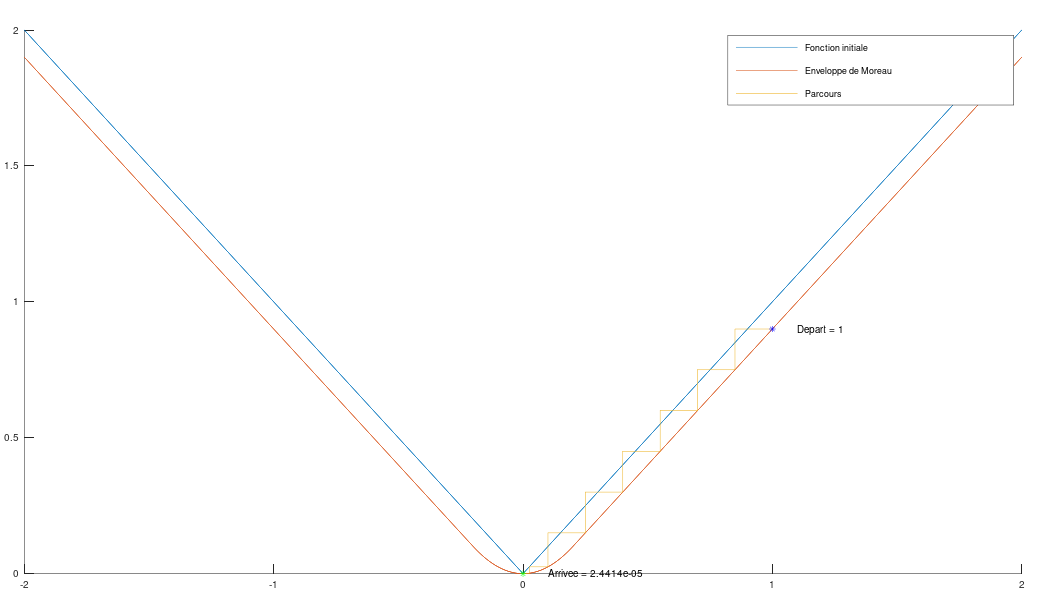 2
1.5
1
0.5
0
-2
-1
0
1
2
Fonction initiale
Enveloppe de Moreau
Parcours
Depart = 1
Arrivee = 2.4414e-05